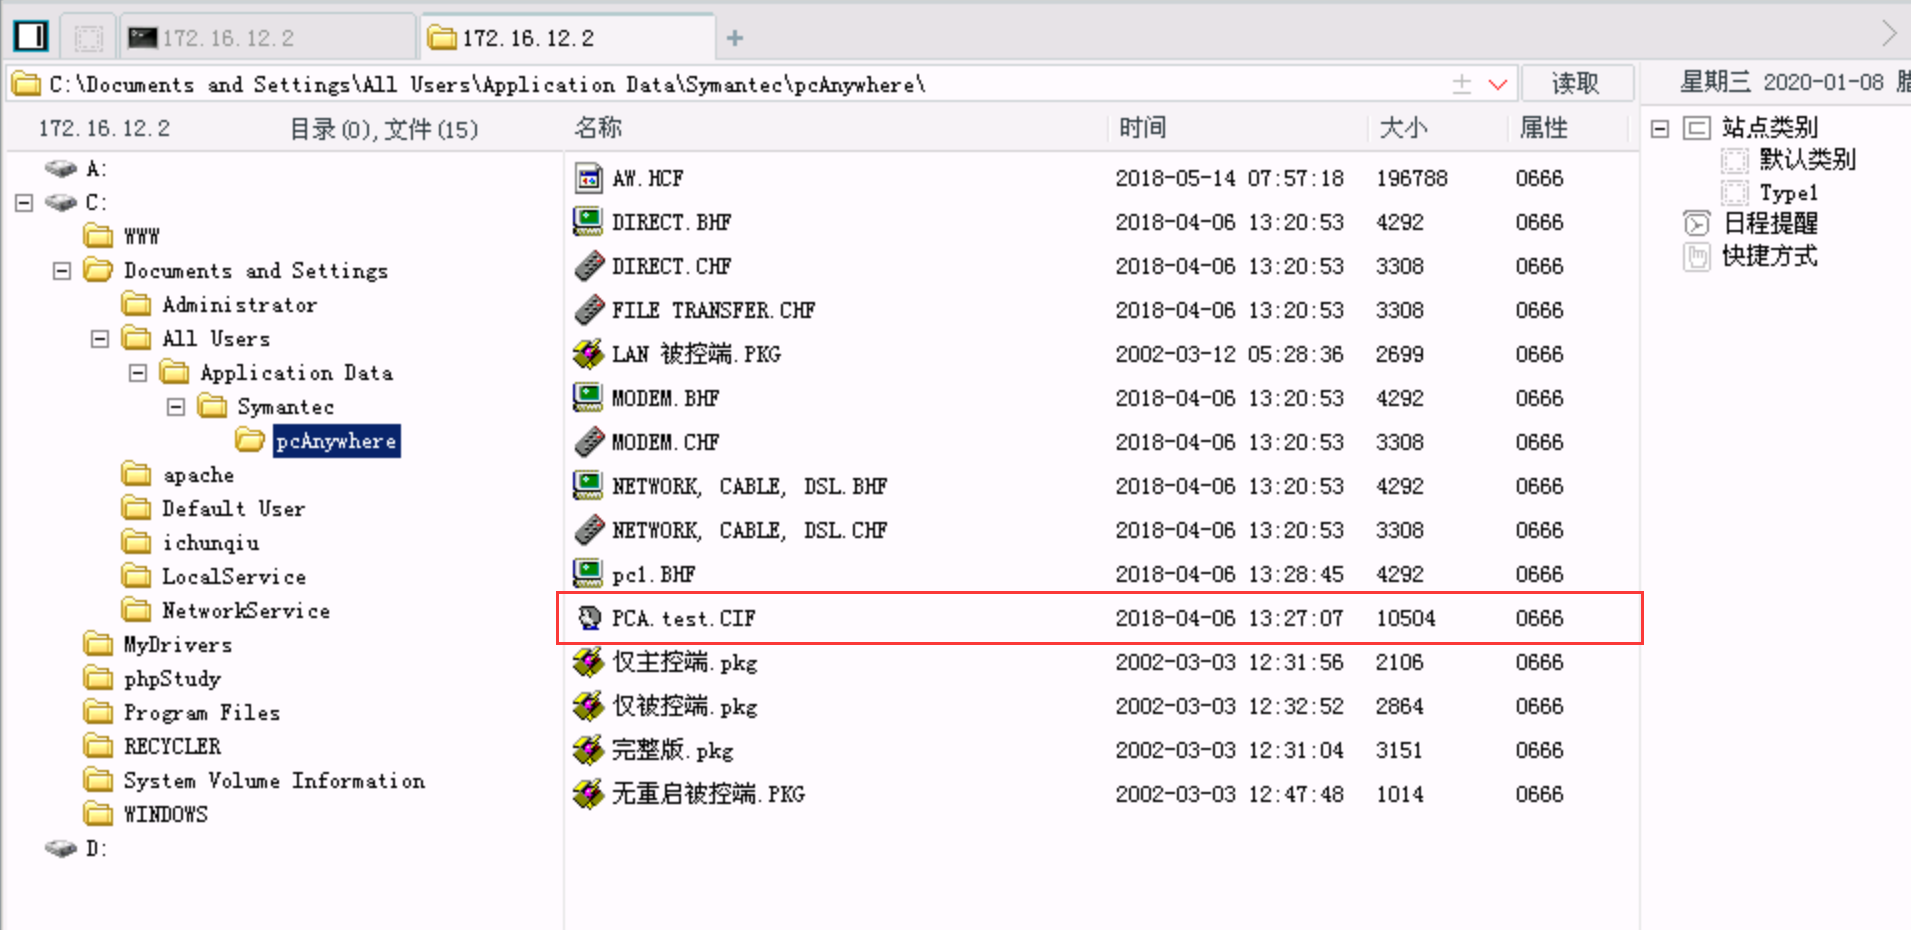 172.16.12.2
172.16.12.2
+
C:\Documents and Settings\All Users\Application Data\Symantec\pcAnywhere\
读取
星期三 2020-01-08
172.16.12.2 目录(0),文件(15)
A:
C:
WWW
Documents and Settings
Administrator
All Users
Application Data
Symantec
pcAnywhere
apache
Default User
ichunqiu
LocalService
NetworkService
MyDrivers
phpStudy
Program Files
RECYCLER
System Volume Information
WINDOWS
D:
名称 时间 大小 属性
AW.HCF 2018-05-14 07:57:18 196788 0666
DIRECT.BHF 2018-04-06 13:20:53 4292 0666
DIRECT.CHF 2018-04-06 13:20:53 3308 0666
FILE TRANSFER.CHF 2018-04-06 13:20:53 3308 0666
LAN 被控端.PKG 2002-03-12 05:28:36 2699 0666
MODEM.BHF 2018-04-06 13:20:53 4292 0666
MODEM.CHF 2018-04-06 13:20:53 3308 0666
NETWORK, CABLE, DSL.BHF 2018-04-06 13:20:53 4292 0666
NETWORK, CABLE, DSL.CHF 2018-04-06 13:20:53 3308 0666
pc1.BHF 2018-04-06 13:28:45 4292 0666
PCA.test.CIF 2018-04-06 13:27:07 10504 0666
仅主控端.pkg 2002-03-03 12:31:56 2106 0666
仅被控端.pkg 2002-03-03 12:32:52 2864 0666
完整版.pkg 2002-03-03 12:31:04 3151 0666
无重启被控端.PKG 2002-03-03 12:47:48 1014 0666
站点类别
默认类别
Type1
日程提醒
快捷方式